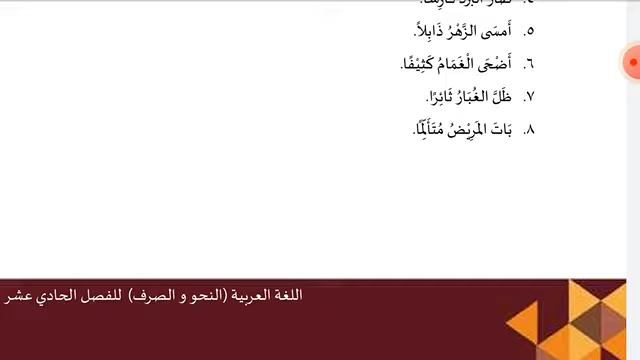 ٥. أَمسَى الزَّهْرُ ذَابِلاً.
٦. أَضْحَى الْغَمَامُ كَثِيْفًا.
٧. ظَلَّ الغُبَارُ ثَائِرًا.
٨. بَاتَ المَرِيْضُ مُتَأَلِّمًا.
اللغة العربية (النحو و الصرف) للفصل الحادي عشر